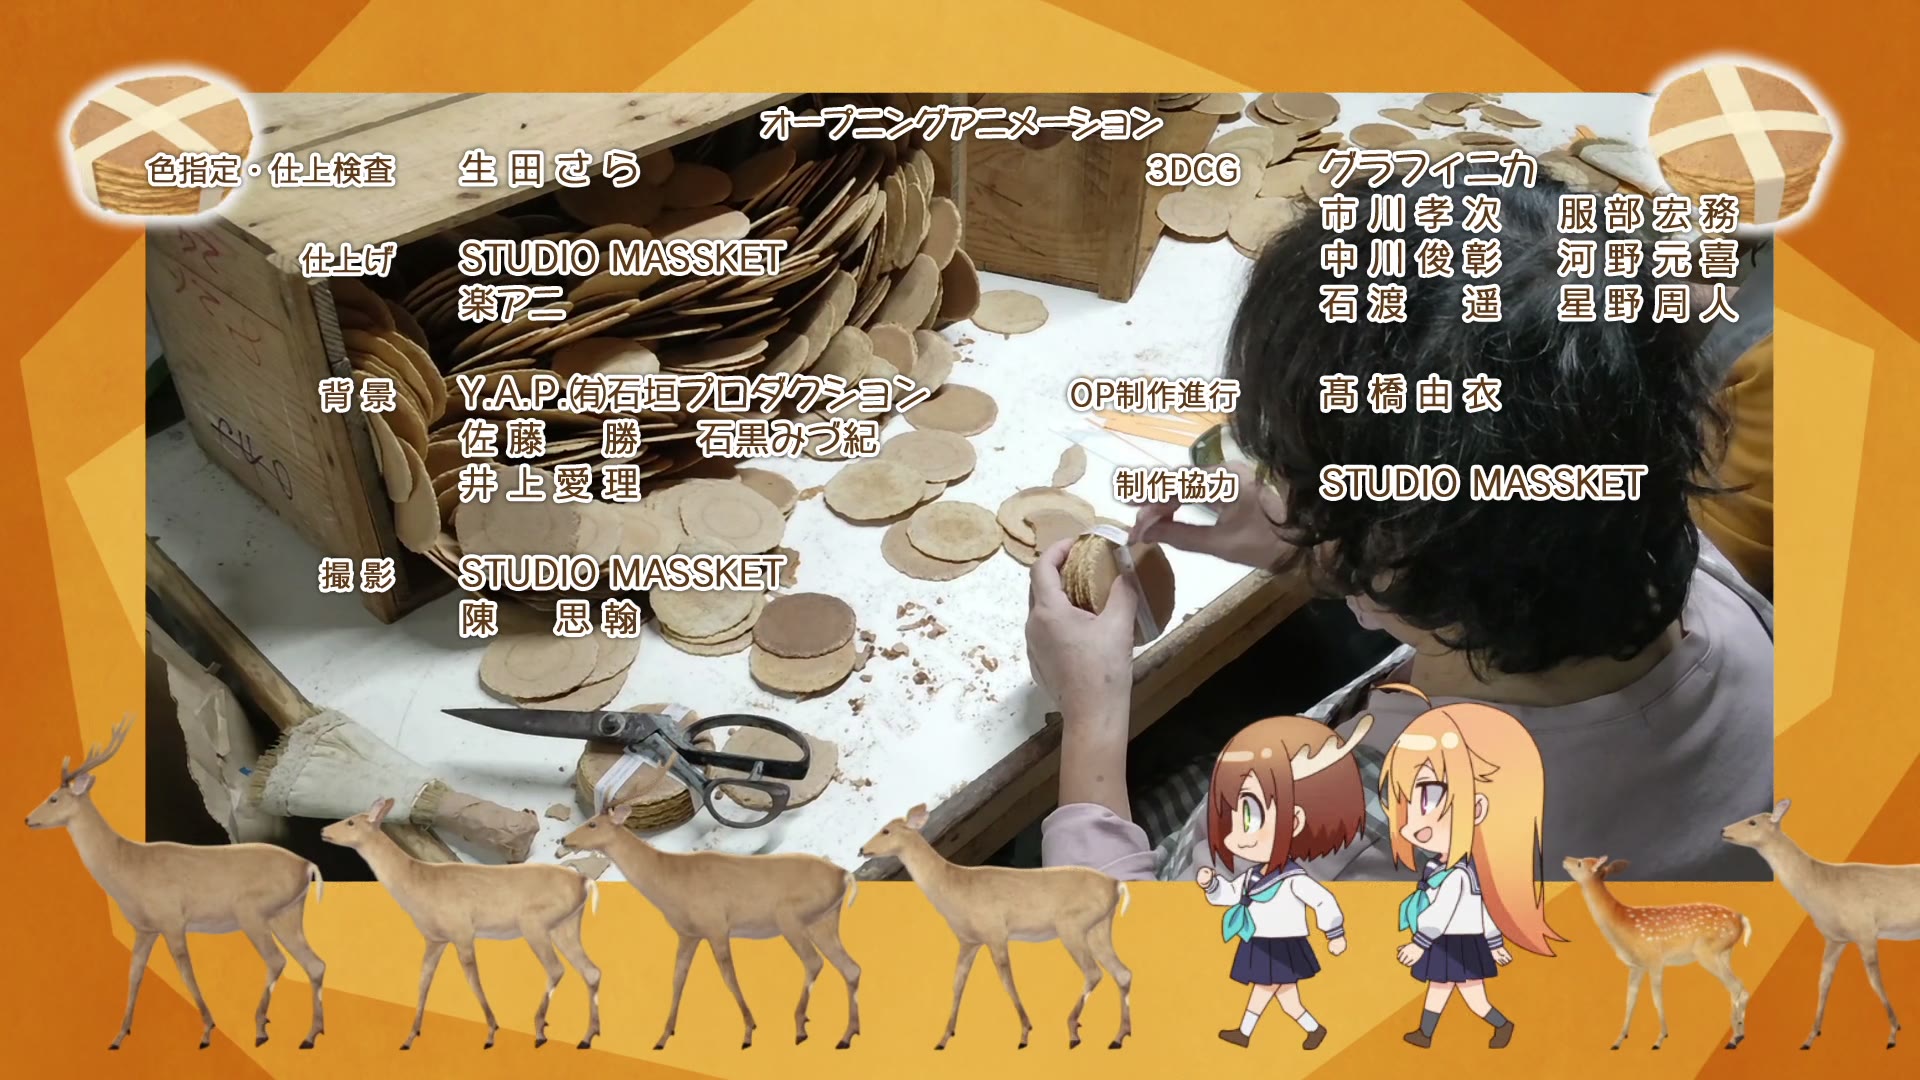 オープニングアニメーション
色指定・仕上検査 生田さら
仕上げ STUDIO MASSKET
楽アニ
背景 Y.A.P.㈲石垣プロダクション
佐藤 勝 石黒みづ紀
井上愛理
撮影 STUDIO MASSKET
陳 思翰
3DCG グラフィニカ
市川孝次 服部宏務
中川俊彰 河野元喜
石渡 遥 星野周人
OP制作進行 髙橋由衣
制作協力 STUDIO MASSKET